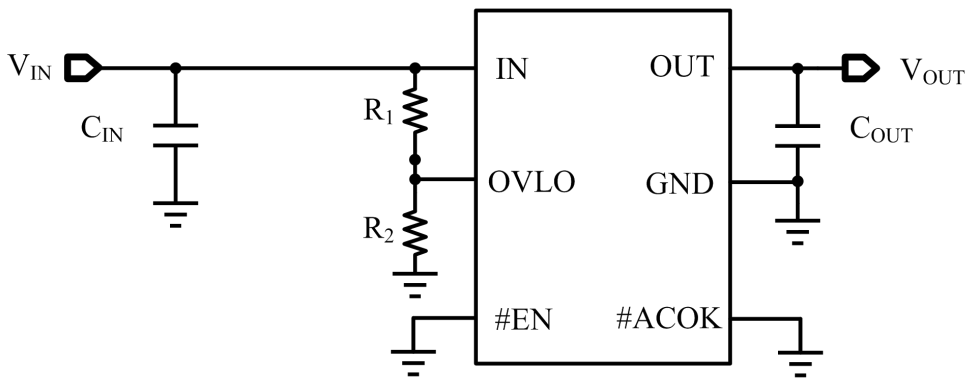 V_IN
C_IN
R_1
R_2
IN
OVLO
#EN
OUT
GND
#ACOK
V_OUT
C_OUT